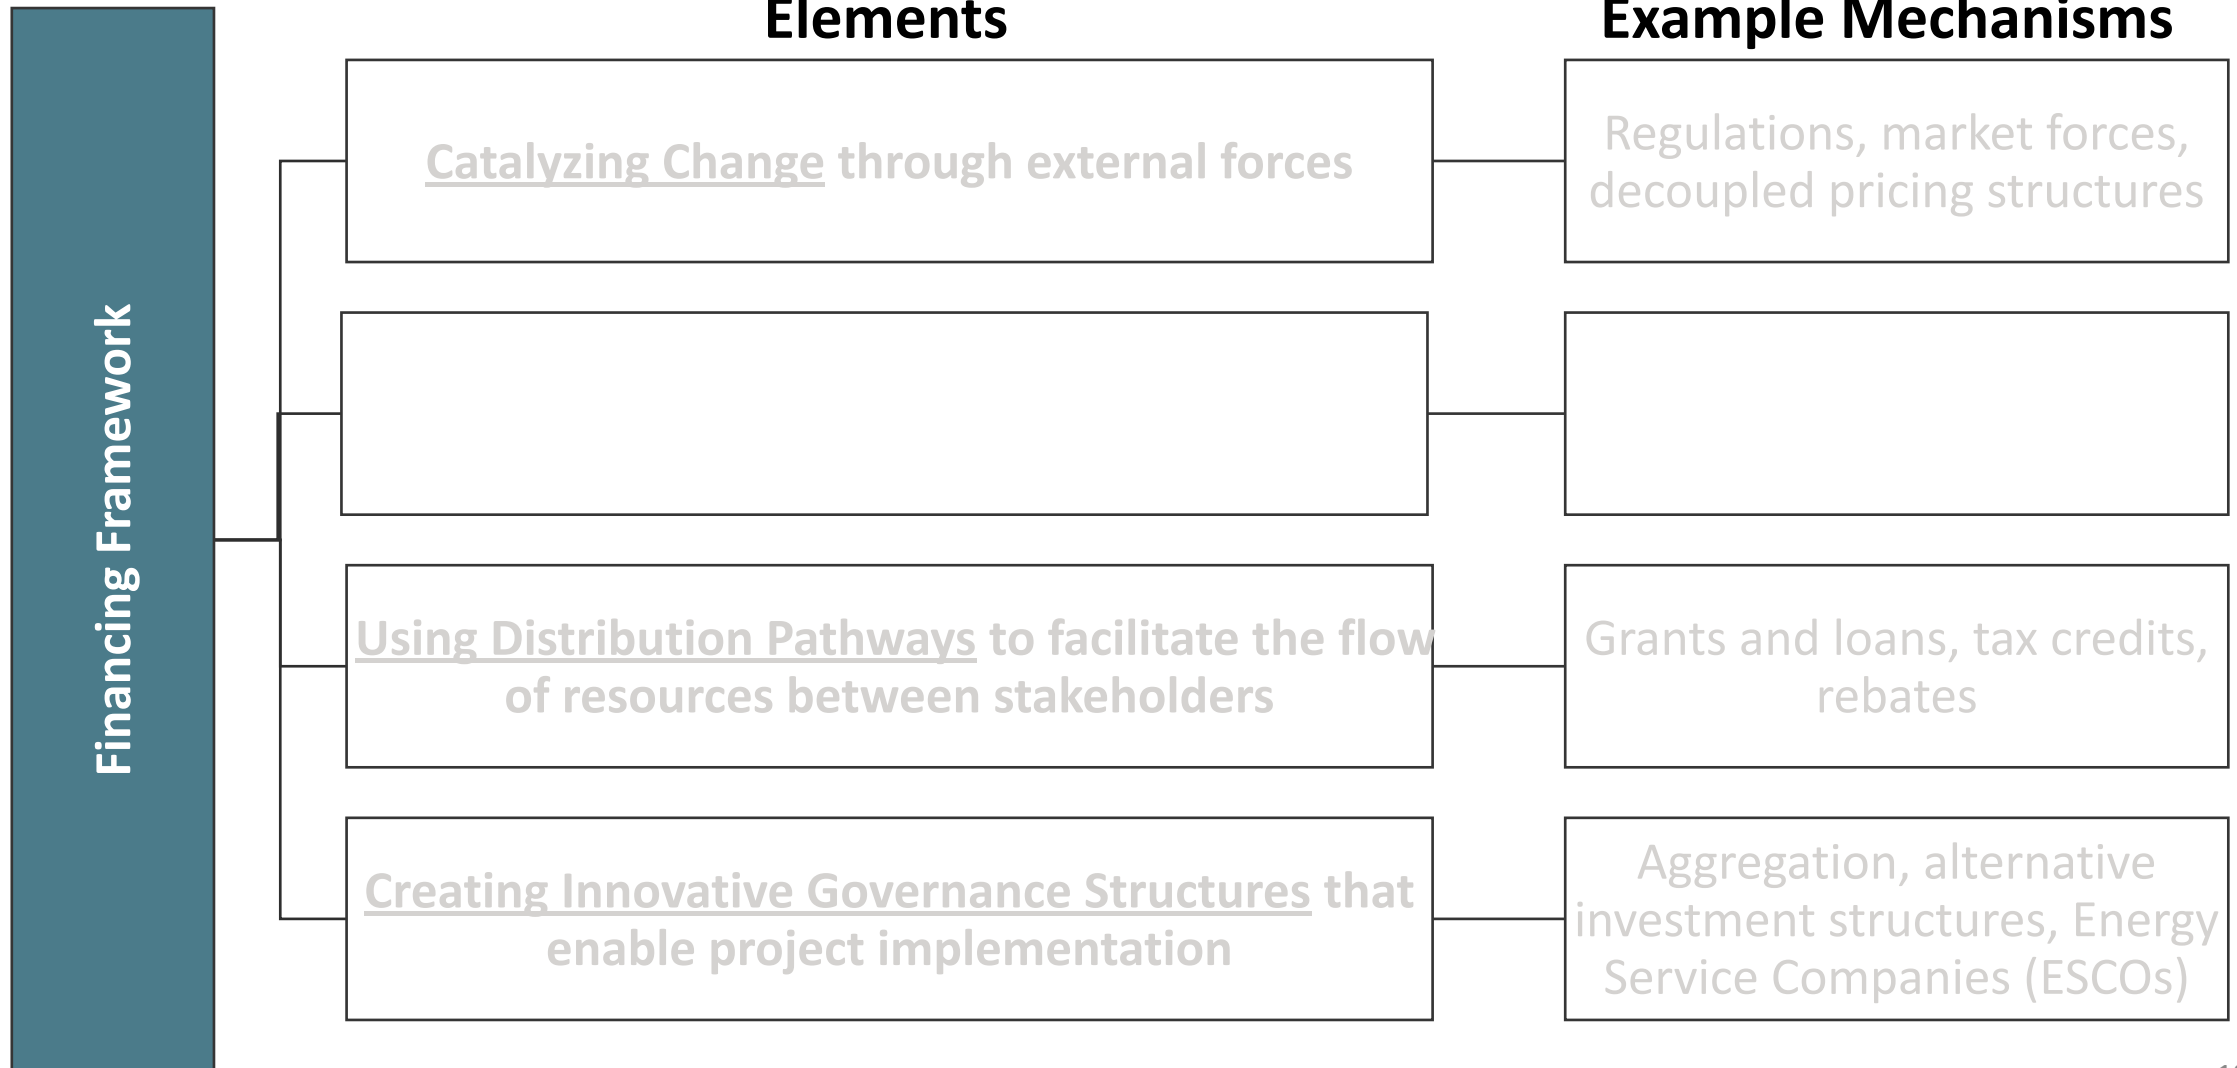 Elements
Example Mechanisms
Financing Framework
Catalyzing Change through external forces
Regulations, market forces,
decoupled pricing structures
Using Distribution Pathways to facilitate the flow
of resources between stakeholders
Grants and loans, tax credits,
rebates
Creating Innovative Governance Structures that
enable project implementation
Aggregation, alternative
investment structures, Energy
Service Companies (ESCOs)